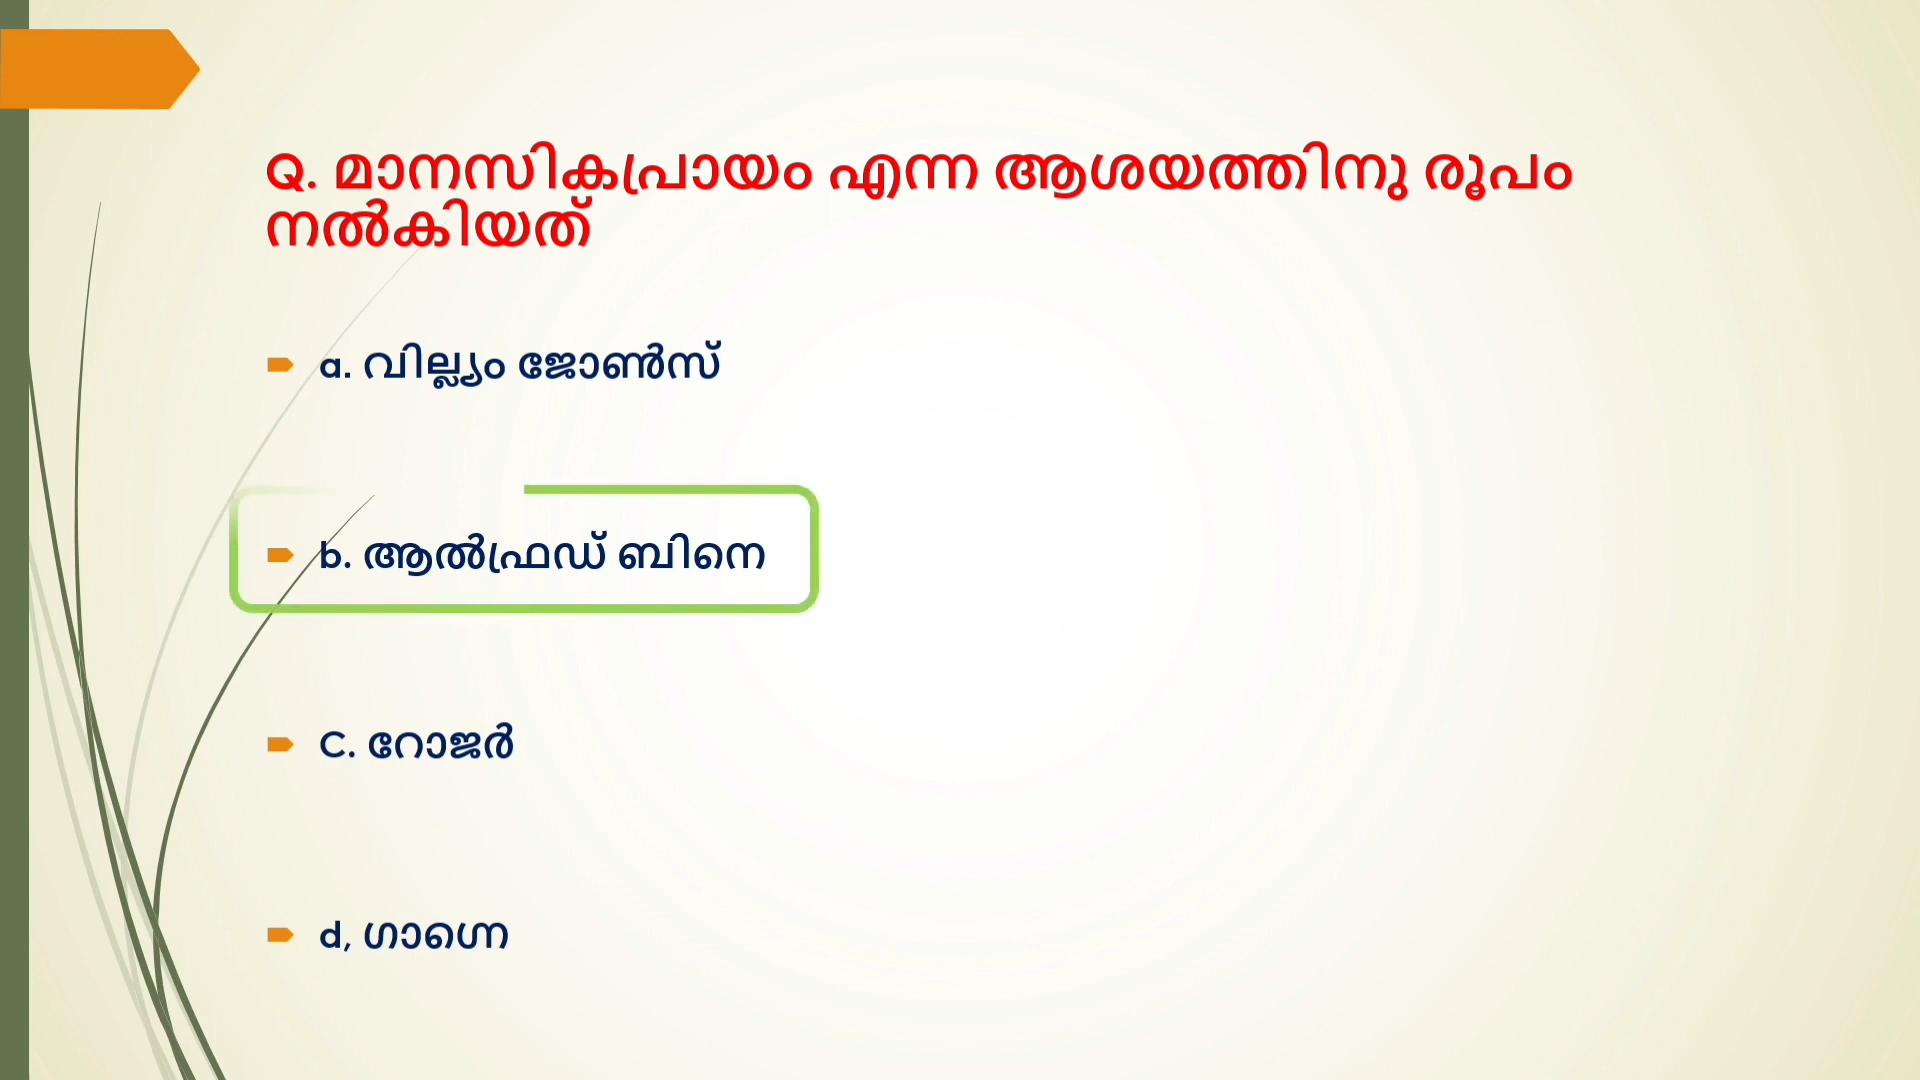 Q. മാനസികപ്രായം എന്ന ആശയത്തിനു രൂപം
നൽകിയത്
a. വില്ല്യം ജോൺസ്
b. ആൽഫ്രഡ് ബിനെ
C. റോജർ
d, ഗാഗ്നെ